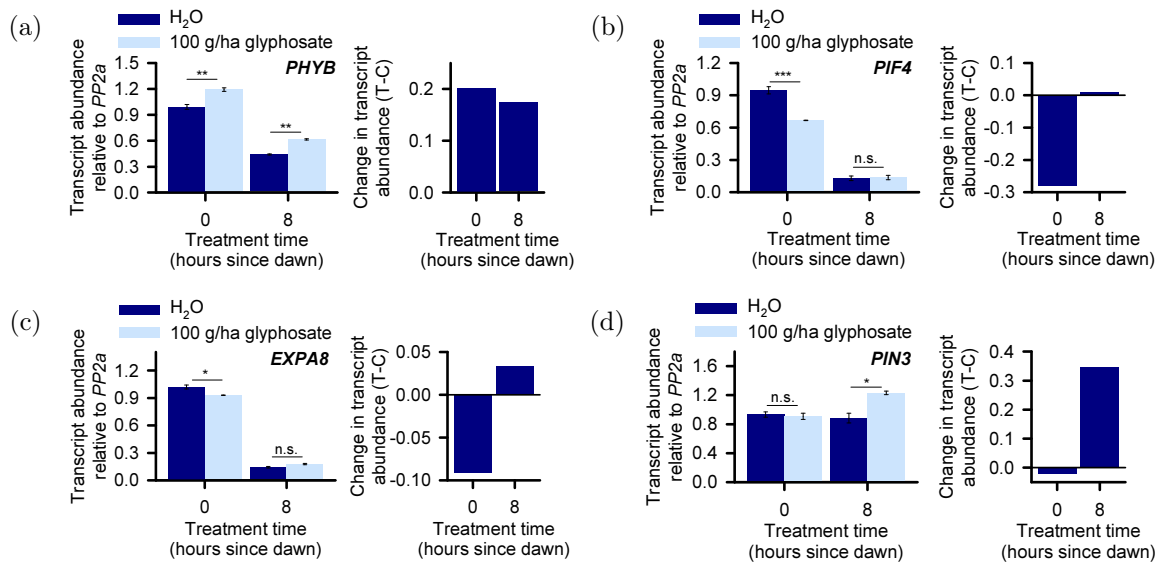 (a)
H₂O
100 g/ha glyphosate
Transcript abundance
relative to PP2a
1.5
1.2
0.9
0.6
0.3
0.0
**
**
PHYB
0
8
Treatment time
(hours since dawn)
Change in transcript
abundance (T-C)
0.2
0.1
0.0
0
8
Treatment time
(hours since dawn)
(b)
H₂O
100 g/ha glyphosate
Transcript abundance
relative to PP2a
1.2
0.9
0.6
0.3
0.0
***
n.s.
PIF4
0
8
Treatment time
(hours since dawn)
Change in transcript
abundance (T-C)
0.1
0.0
-0.1
-0.2
-0.3
0
8
Treatment time
(hours since dawn)
(c)
H₂O
100 g/ha glyphosate
Transcript abundance
relative to PP2a
1.2
0.9
0.6
0.3
0.0
*
n.s.
EXPA8
0
8
Treatment time
(hours since dawn)
Change in transcript
abundance (T-C)
0.05
0.00
-0.05
-0.10
0
8
Treatment time
(hours since dawn)
(d)
H₂O
100 g/ha glyphosate
Transcript abundance
relative to PP2a
1.6
1.2
0.8
0.4
0.0
n.s.
*
PIN3
0
8
Treatment time
(hours since dawn)
Change in transcript
abundance (T-C)
0.4
0.3
0.2
0.1
0.0
0
8
Treatment time
(hours since dawn)